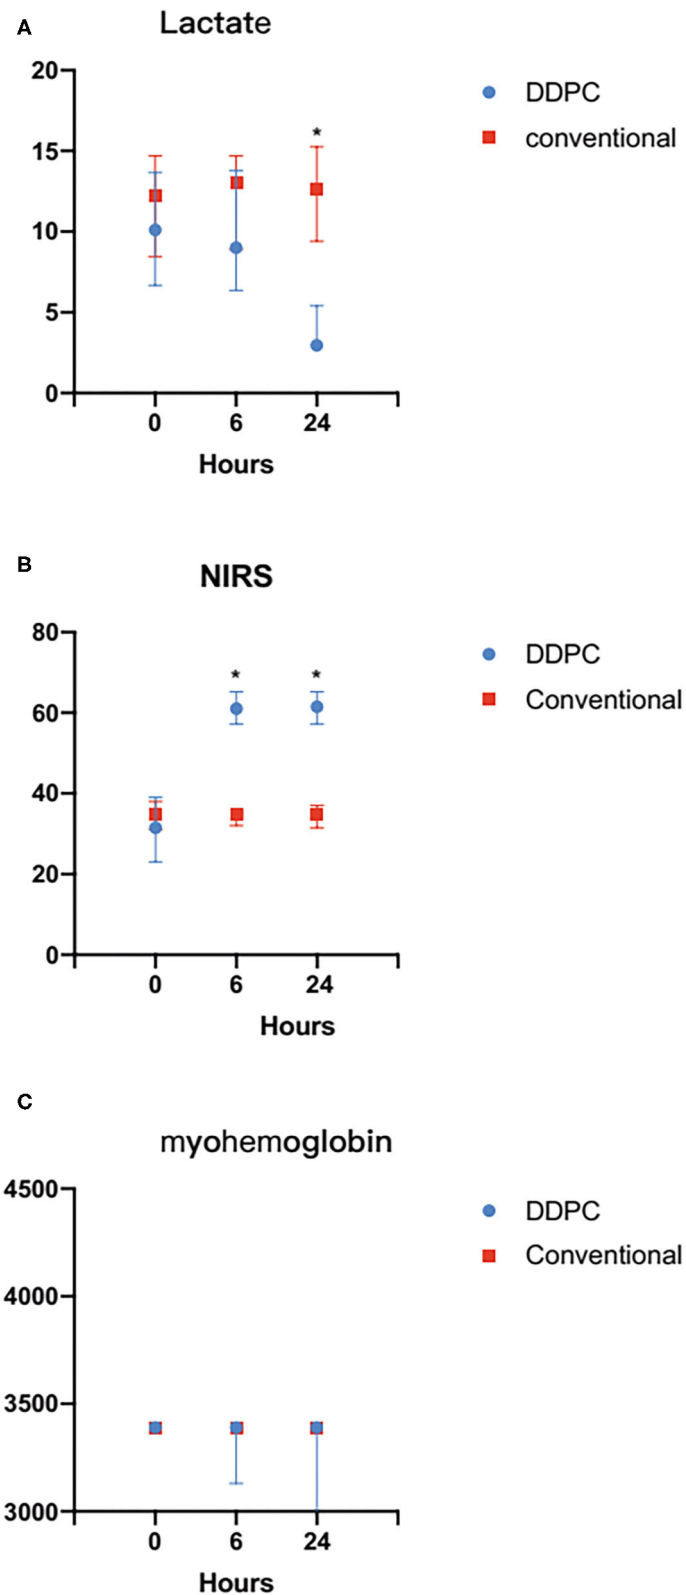 A
Lactate
20
15
10
5
0
*
0 6 24
Hours
DDPC
conventional
B
NIRS
80
60
40
20
0
* *
0 6 24
Hours
DDPC
Conventional
C
myohemoglobin
4500
4000
3500
3000
0 6 24
Hours
DDPC
Conventional